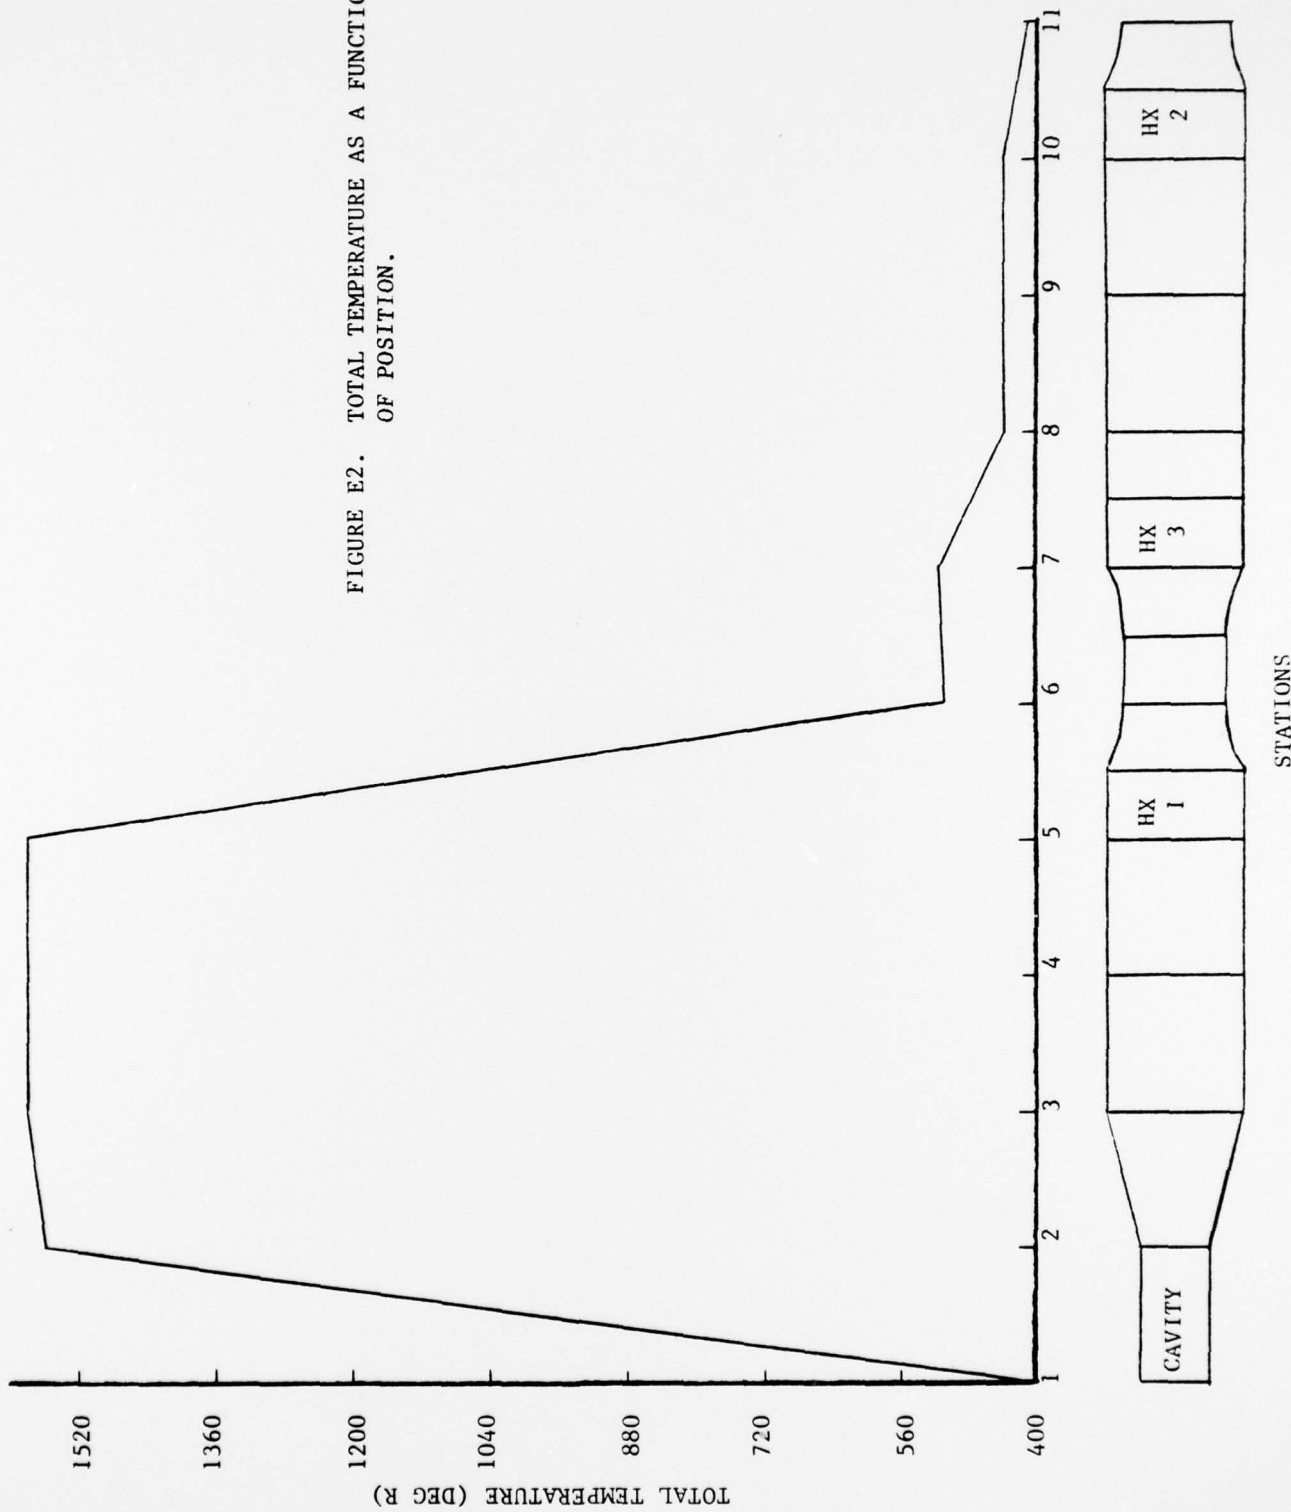 FIGURE E2. TOTAL TEMPERATURE AS A
OF POSITION.
TOTAL TEMPERATURE (DEG R)
1520
1360
1200
1040
880
720
560
400
1 2 3 4 5 6 7 8 9 10 11
CAVITY
HX
1
HX
3
HX
2
STATIONS